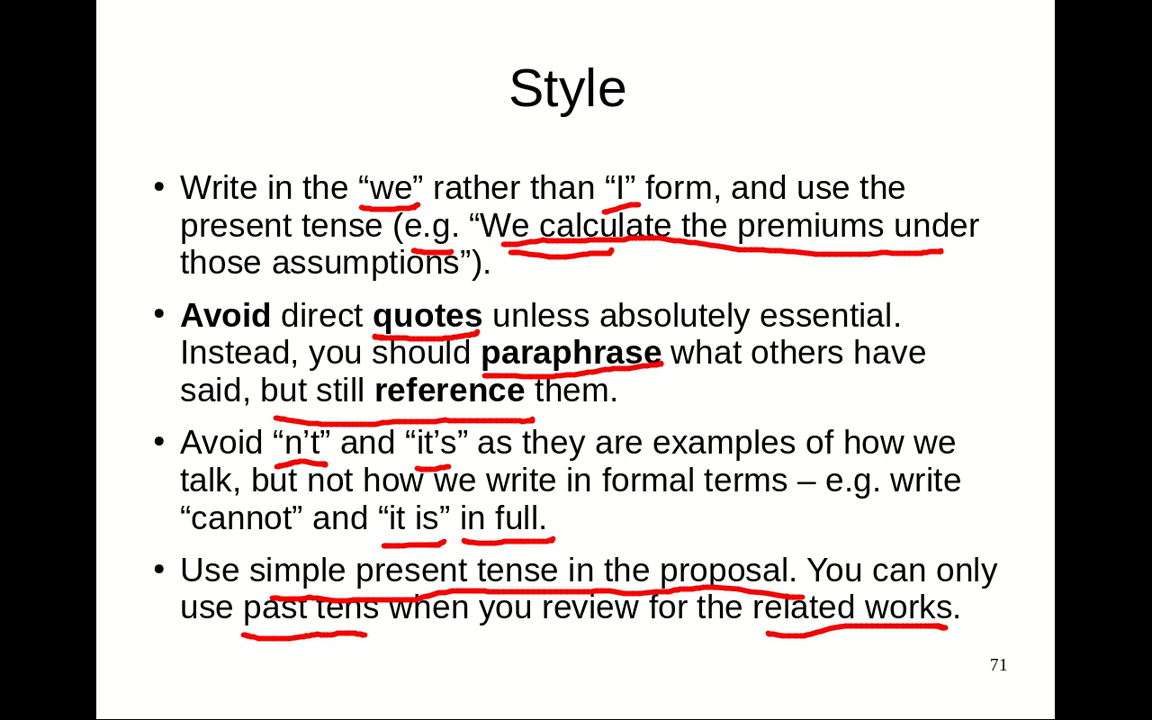 Style
• Write in the “we” rather than “I” form, and use the
present tense (e.g. “We calculate the premiums under
those assumptions”).
• Avoid direct quotes unless absolutely essential.
Instead, you should paraphrase what others have
said, but still reference them.
• Avoid “n’t” and “it’s” as they are examples of how we
talk, but not how we write in formal terms – e.g. write
“cannot” and “it is” in full.
• Use simple present tense in the proposal. You can only
use past tens when you review for the related works.
71